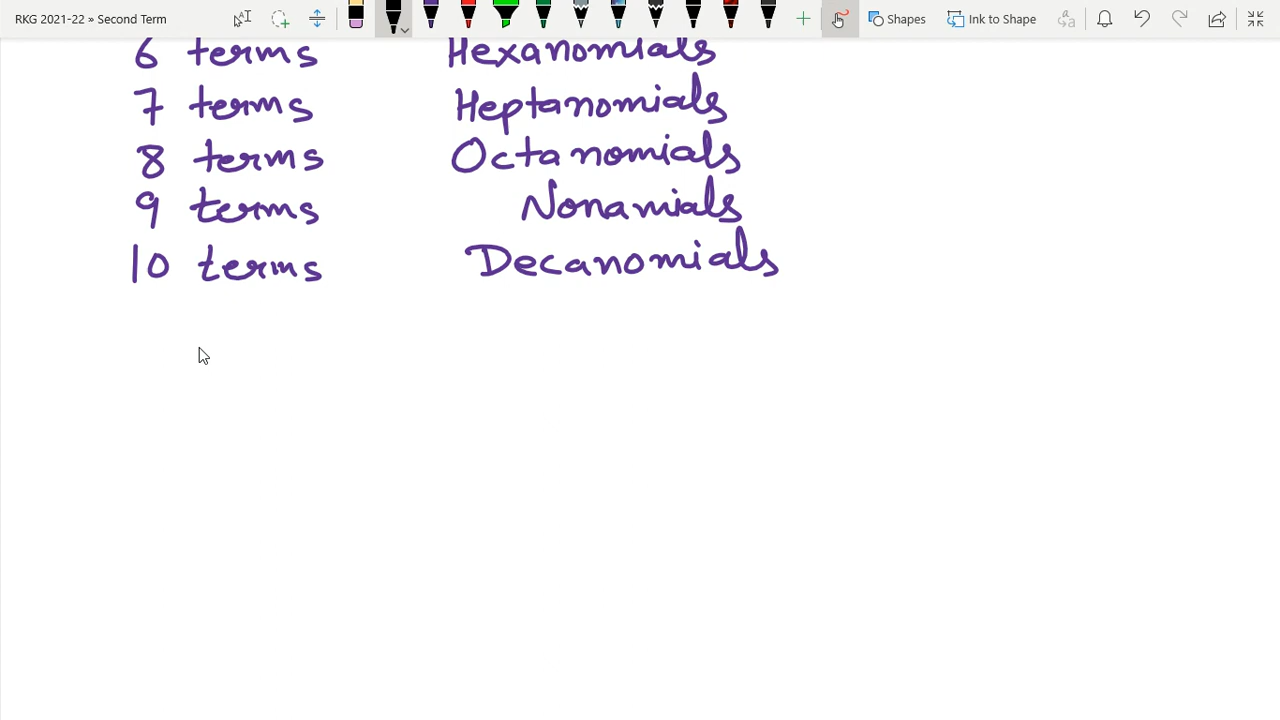 RKG 2021-22 » Second Term
Shapes
Ink to Shape
6 terms Hexanomials
7 terms Heptanomials
8 terms Octanomials
9 terms Nonamials
10 terms Decanomials